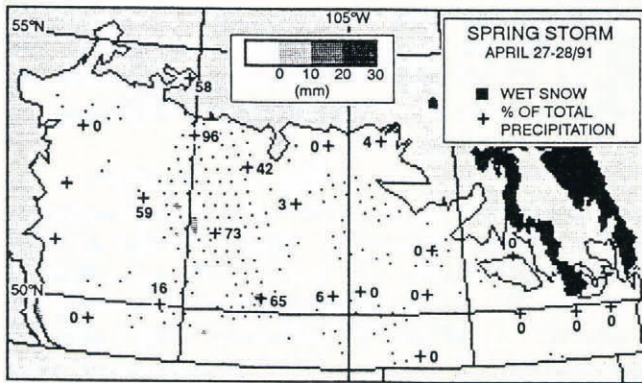 105°W
55°N
SPRING STORM
APRIL 27-28/91
0 10 20 30
(mm)
WET SNOW
+ % OF TOTAL
PRECIPITATION
58
0
96
0
4
42
59
3
73
0
0
50°N
16
65
6
0
0
0
0
0
0
0